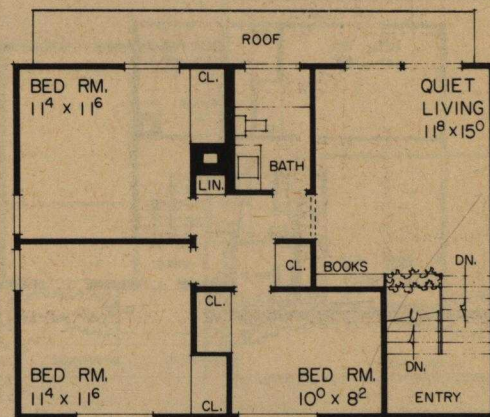 ROOF
BED RM.
11⁴ x 11⁶
CL.
QUIET
LIVING
11⁸ x 15⁰
BATH
LIN.
CL.
BOOKS
DN.
CL.
DN.
BED RM.
11⁴ x 11⁶
CL.
BED RM.
10⁰ x 8²
ENTRY